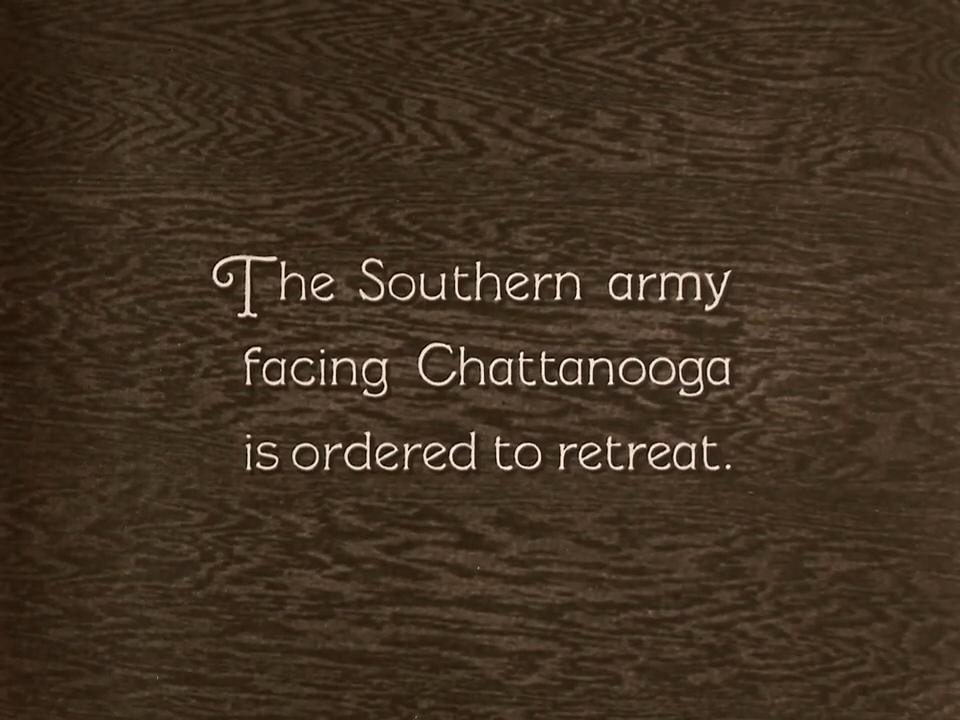 The Southern army
facing Chattanooga
is ordered to retreat.